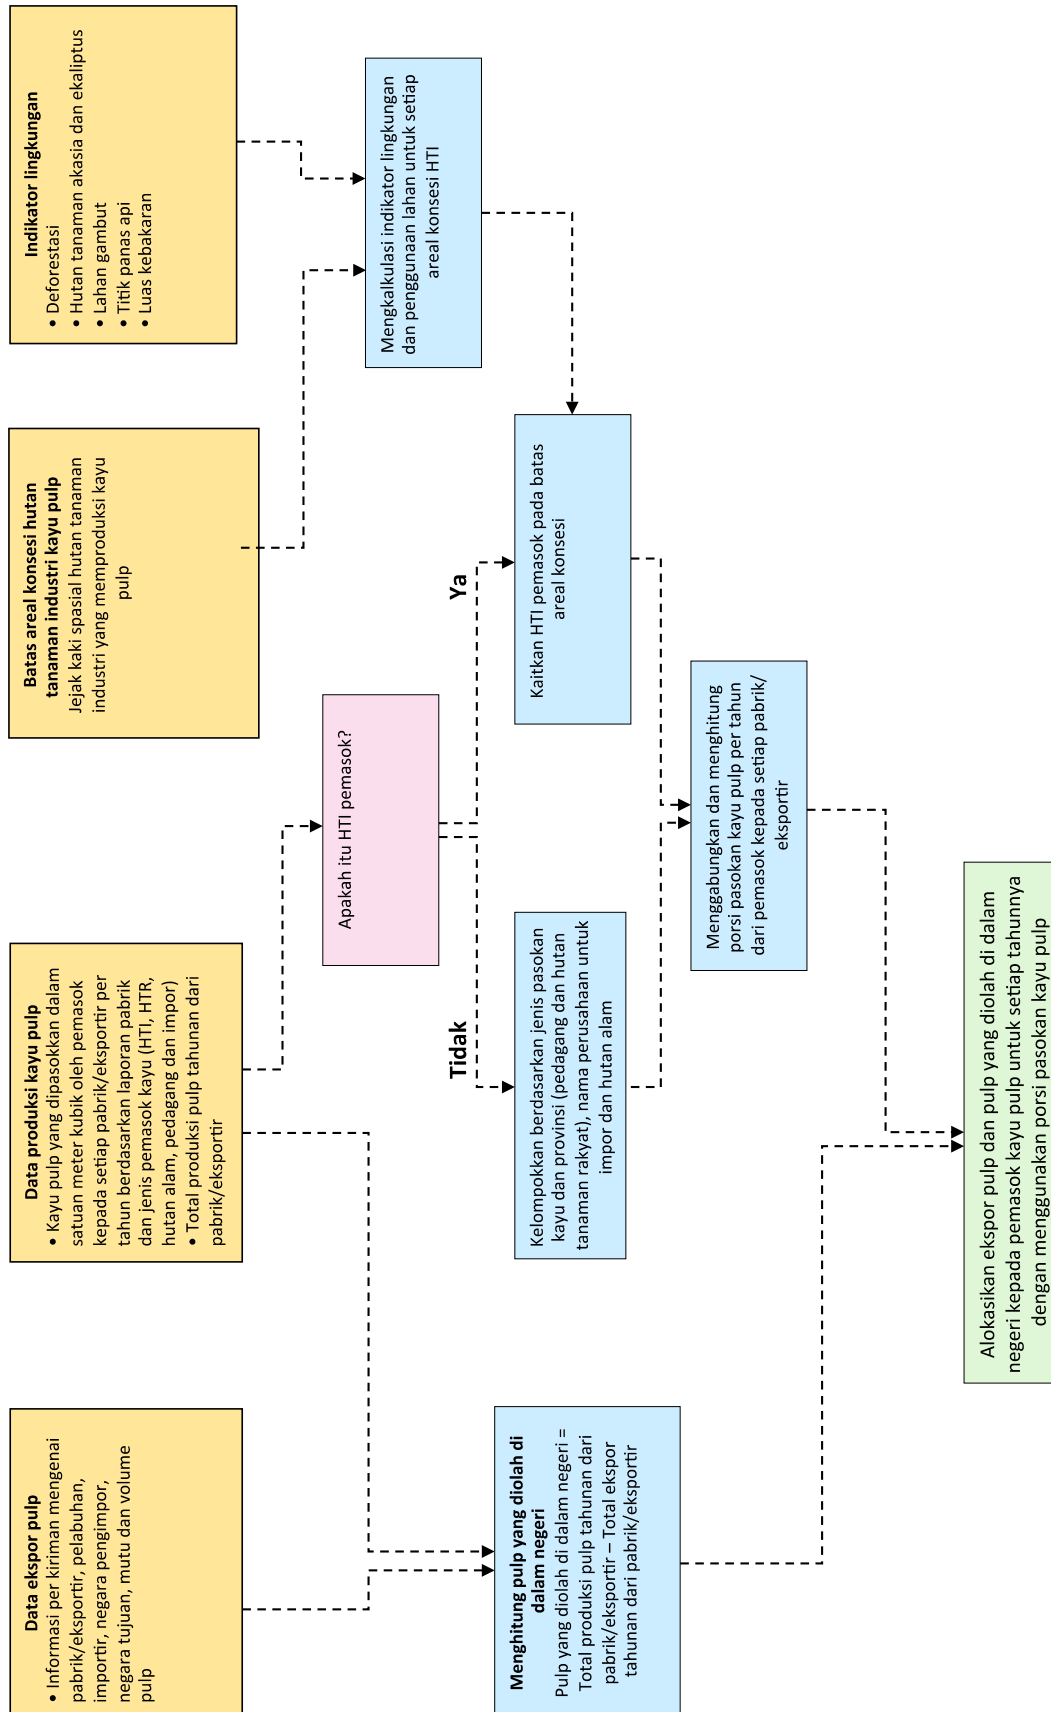 Data ekspor pulp
• Informasi per kiriman mengenai
pabrik/eksportir, pelabuhan,
importir, negara pengimpor,
negara tujuan, mutu dan volume
pulp
Data produksi kayu pulp
• Kayu pulp yang dipasokkan dalam
satuan meter kubik oleh pemasok
kepada setiap pabrik/eksportir per
tahun berdasarkan laporan pabrik
dan jenis pemasok kayu (HTI, HTR,
hutan alam, pedagang dan impor)
• Total produksi pulp tahunan dari
pabrik/eksportir
Batas areal konsesi hutan
tanaman industri kayu pulp
Jejak kaki spasial hutan tanaman
industri yang memproduksi kayu
pulp
Indikator lingkungan
• Deforestasi
• Hutan tanaman akasia dan ekaliptus
• Lahan gambut
• Titik panas api
• Luas kebakaran
Apakah itu HTI pemasok?
Mengkalkulasi indikator lingkungan
dan penggunaan lahan untuk setiap
areal konsesi HTI
Tidak
Ya
Menghitung pulp yang diolah di
dalam negeri
Pulp yang diolah di dalam negeri =
Total produksi pulp tahunan dari
pabrik/eksportir – Total ekspor
tahunan dari pabrik/eksportir
Kelompokkan berdasarkan jenis pasokan
kayu dan provinsi (pedagang dan hutan
tanaman rakyat), nama perusahaan untuk
impor dan hutan alam
Kaitkan HTI pemasok pada batas
areal konsesi
Menggabungkan dan menghitung
porsi pasokan kayu pulp per tahun
dari pemasok kepada setiap pabrik/
eksportir
Alokasikan ekspor pulp dan pulp yang diolah di dalam
negeri kepada pemasok kayu pulp untuk setiap tahunnya
dengan menggunakan porsi pasokan kayu pulp